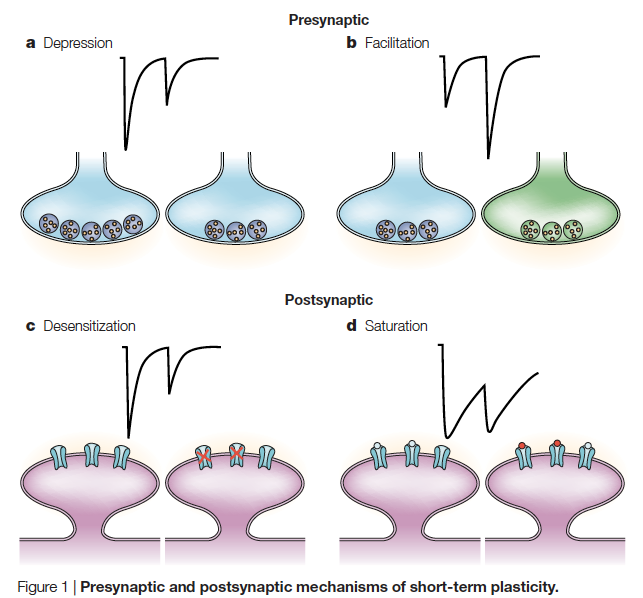 Presynaptic
a Depression
b Facilitation
Postsynaptic
c Desensitization
d Saturation
Figure 1 | Presynaptic and postsynaptic mechanisms of short-term plasticity.